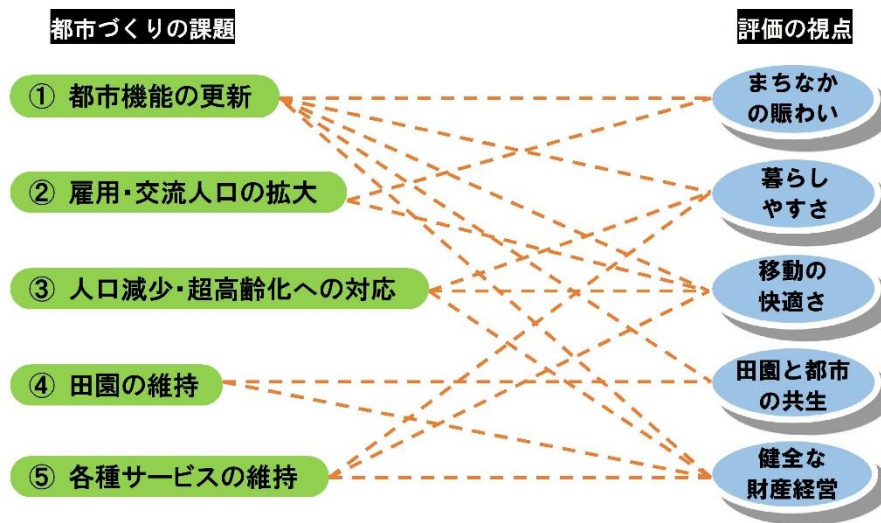 都市づくりの課題
評価の視点
① 都市機能の更新
② 雇用・交流人口の拡大
③ 人口減少・超高齢化への対応
④ 田園の維持
⑤ 各種サービスの維持
まちなか
の賑わい
暮らし
やすさ
移動の
快適さ
田園と都市
の共生
健全な
財産経営